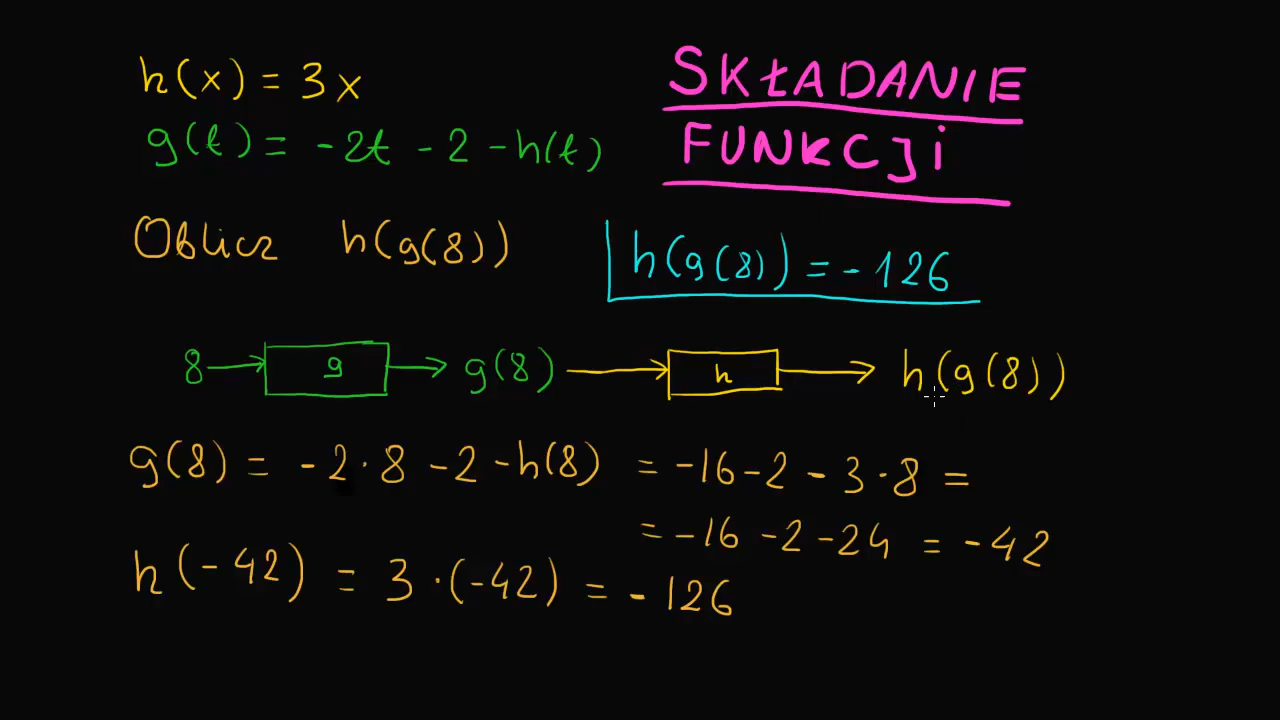 h(x) = 3x
g(t) = -2t - 2 - h(t)
SKŁADANIE
FUNKCJi
Oblicz h(g(8))
h(g(8)) = -126
8 → g → g(8) → h → h(g(8))
g(8) = -2·8 - 2 - h(8) = -16 - 2 - 3·8 =
= -16 - 2 - 24 = -42
h(-42) = 3·(-42) = -126